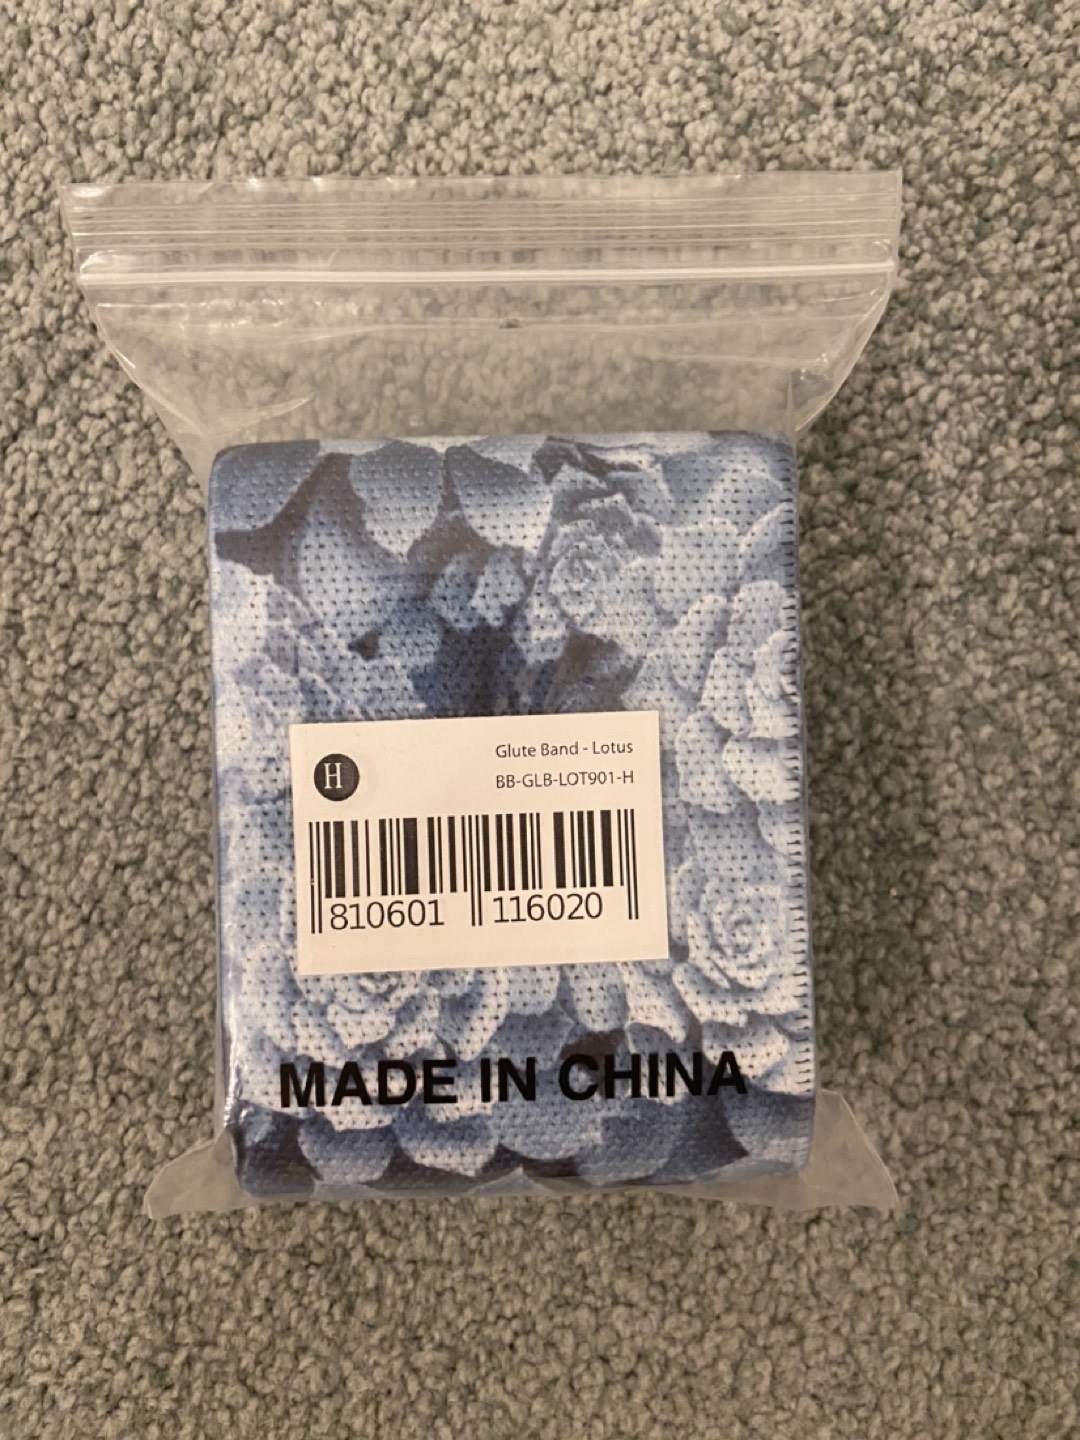 H
Glute Band - Lotus
BB-GLB-LOT901-H
810601 116020
MADE IN CHINA